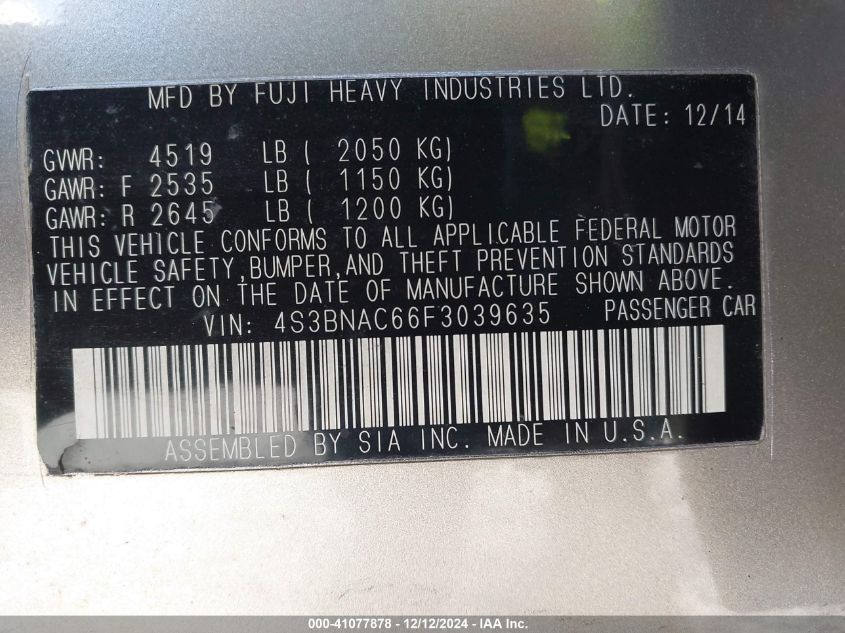 MFD BY FUJI HEAVY INDUSTRIES LTD.
DATE: 12/14
GVWR: 4519 LB ( 2050 KG)
GAWR: F 2535 LB ( 1150 KG)
GAWR: R 2645 LB ( 1200 KG)
THIS VEHICLE CONFORMS TO ALL APPLICABLE FEDERAL MOTOR
VEHICLE SAFETY,BUMPER,AND THEFT PREVENTION STANDARDS
IN EFFECT ON THE DATE OF MANUFACTURE SHOWN ABOVE.
VIN: 4S3BNAC66F3039635 PASSENGER CAR
ASSEMBLED BY SIA INC. MADE IN U.S.A.
000-41077878 - 12/12/2024 - IAA Inc.